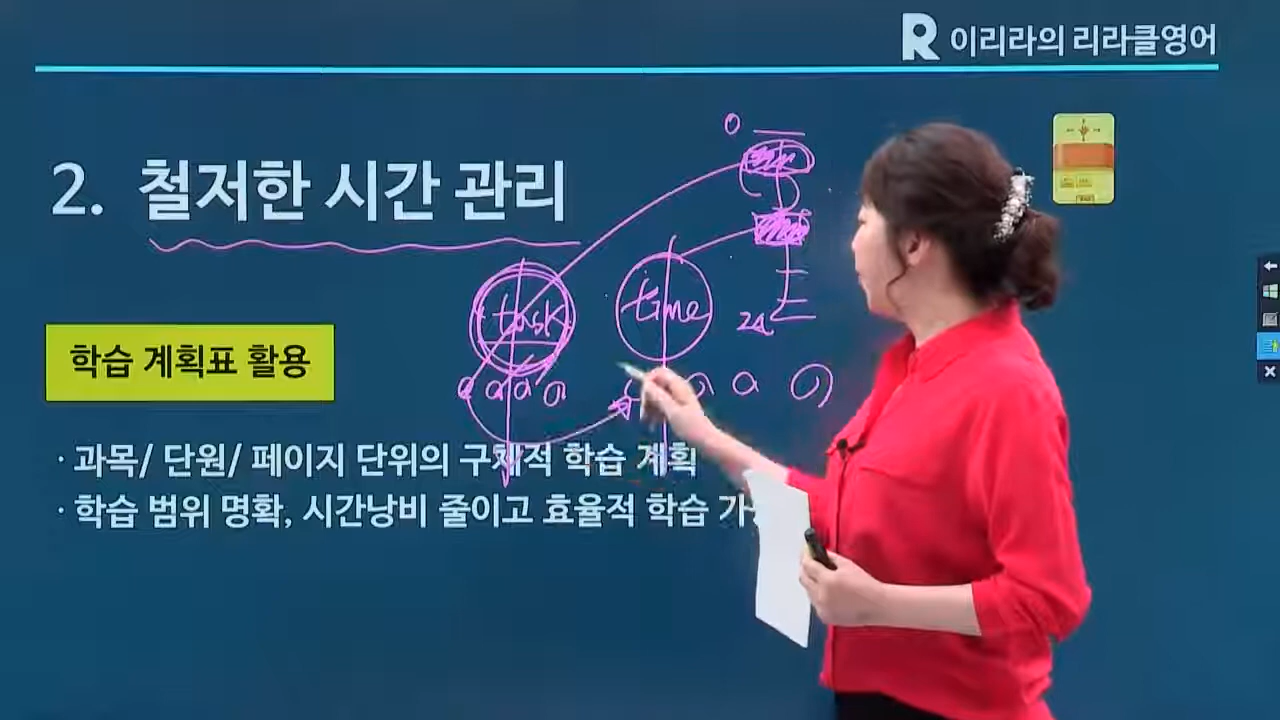 R 이리라의 리라클영어
2. 철저한 시간 관리
0
task
time
24
학습 계획표 활용
· 과목/ 단원/ 페이지 단위의 구체적 학습 계획
· 학습 범위 명확, 시간낭비 줄이고 효율적 학습